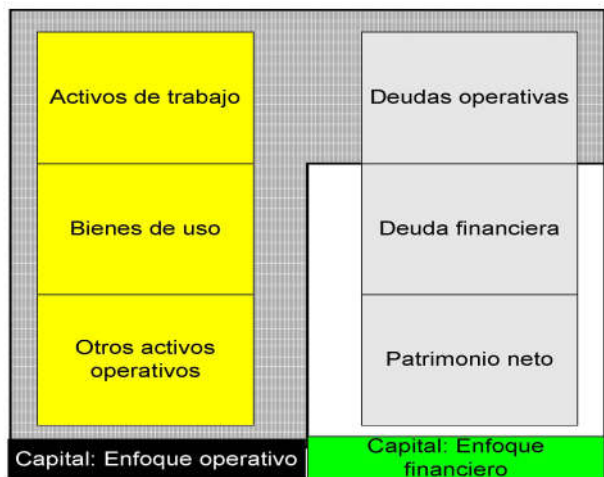 Activos de trabajo
Deudas operativas
Bienes de uso
Deuda financiera
Otros activos
operativos
Patrimonio neto
Capital: Enfoque operativo
Capital: Enfoque
financiero